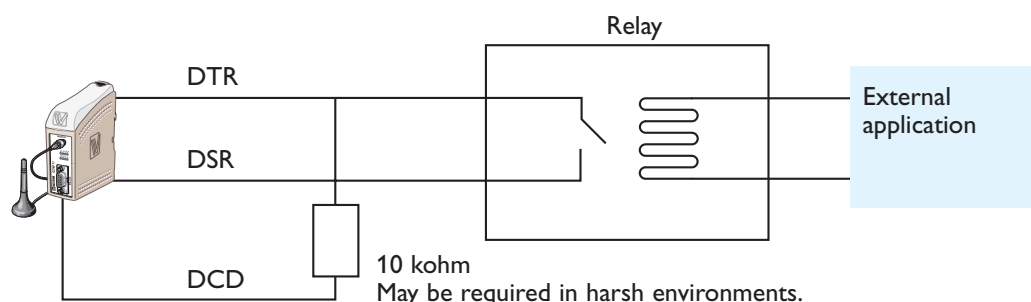 Relay
DTR
External
application
DSR
10 kohm
DCD
May be required in harsh environments.